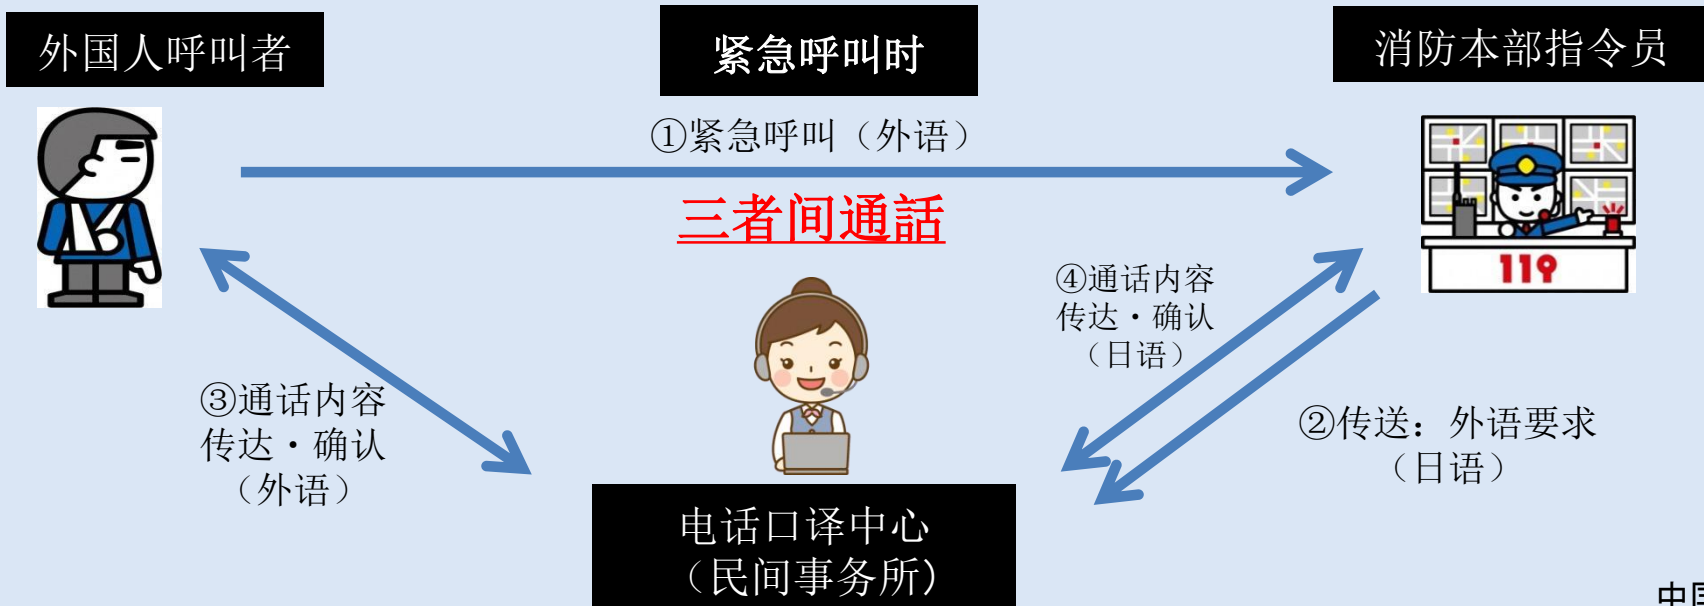 外国人呼叫者
紧急呼叫时
消防本部指令员
①紧急呼叫（外语）
三者间通話
119
④通话内容
传达・确认
（日语）
③通话内容
传达・确认
（外语）
②传送：外语要求
（日语）
电话口译中心
（民间事务所）
中国